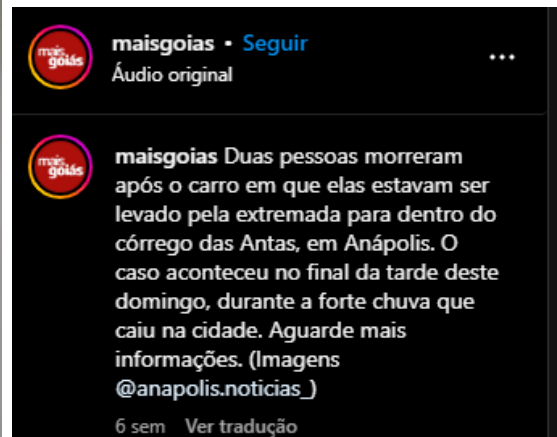 mais goiás
maisgoias • Seguir
Áudio original
...
mais goiás
maisgoias Duas pessoas morreram
após o carro em que elas estavam ser
levado pela extremada para dentro do
córrego das Antas, em Anápolis. O
caso aconteceu no final da tarde deste
domingo, durante a forte chuva que
caiu na cidade. Aguarde mais
informações. (Imagens
@anapolis.noticias_)
6 sem Ver tradução